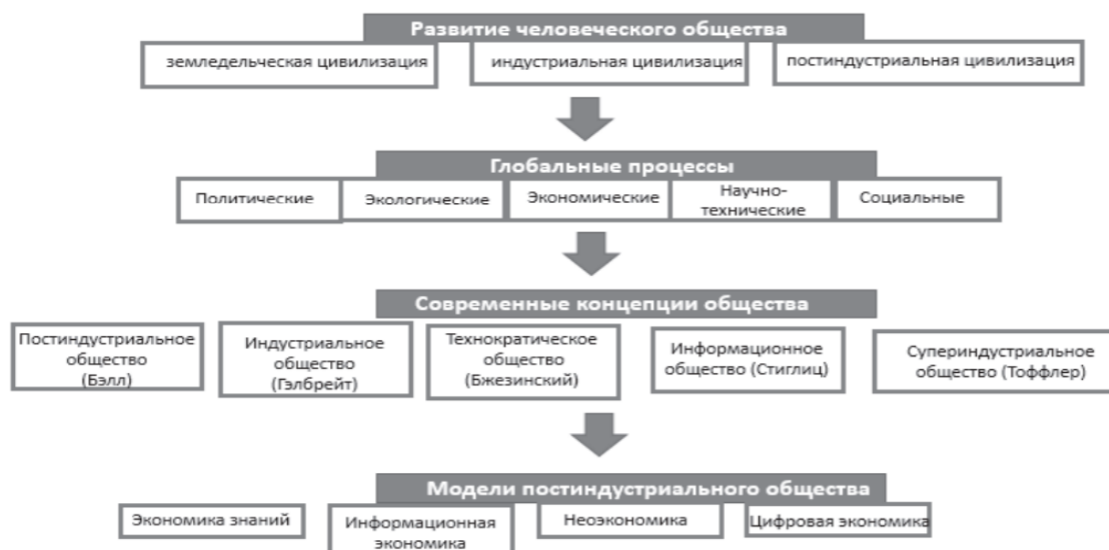 Развитие человеческого общества
земледельческая цивилизация
индустриальная цивилизация
постиндустриальная цивилизация
Глобальные процессы
Политические
Экологические
Экономические
Научно-
технические
Социальные
Современные концепции общества
Постиндустриальное
общество
(Бэлл)
Индустриальное
общество
(Гэлбрейт)
Технократическое
общество
(Бжезинский)
Информационное
общество (Стиглиц)
Супериндустриальное
общество (Тоффлер)
Модели постиндустриального общества
Экономика знаний
Информационная
экономика
Неоэкономика
Цифровая экономика